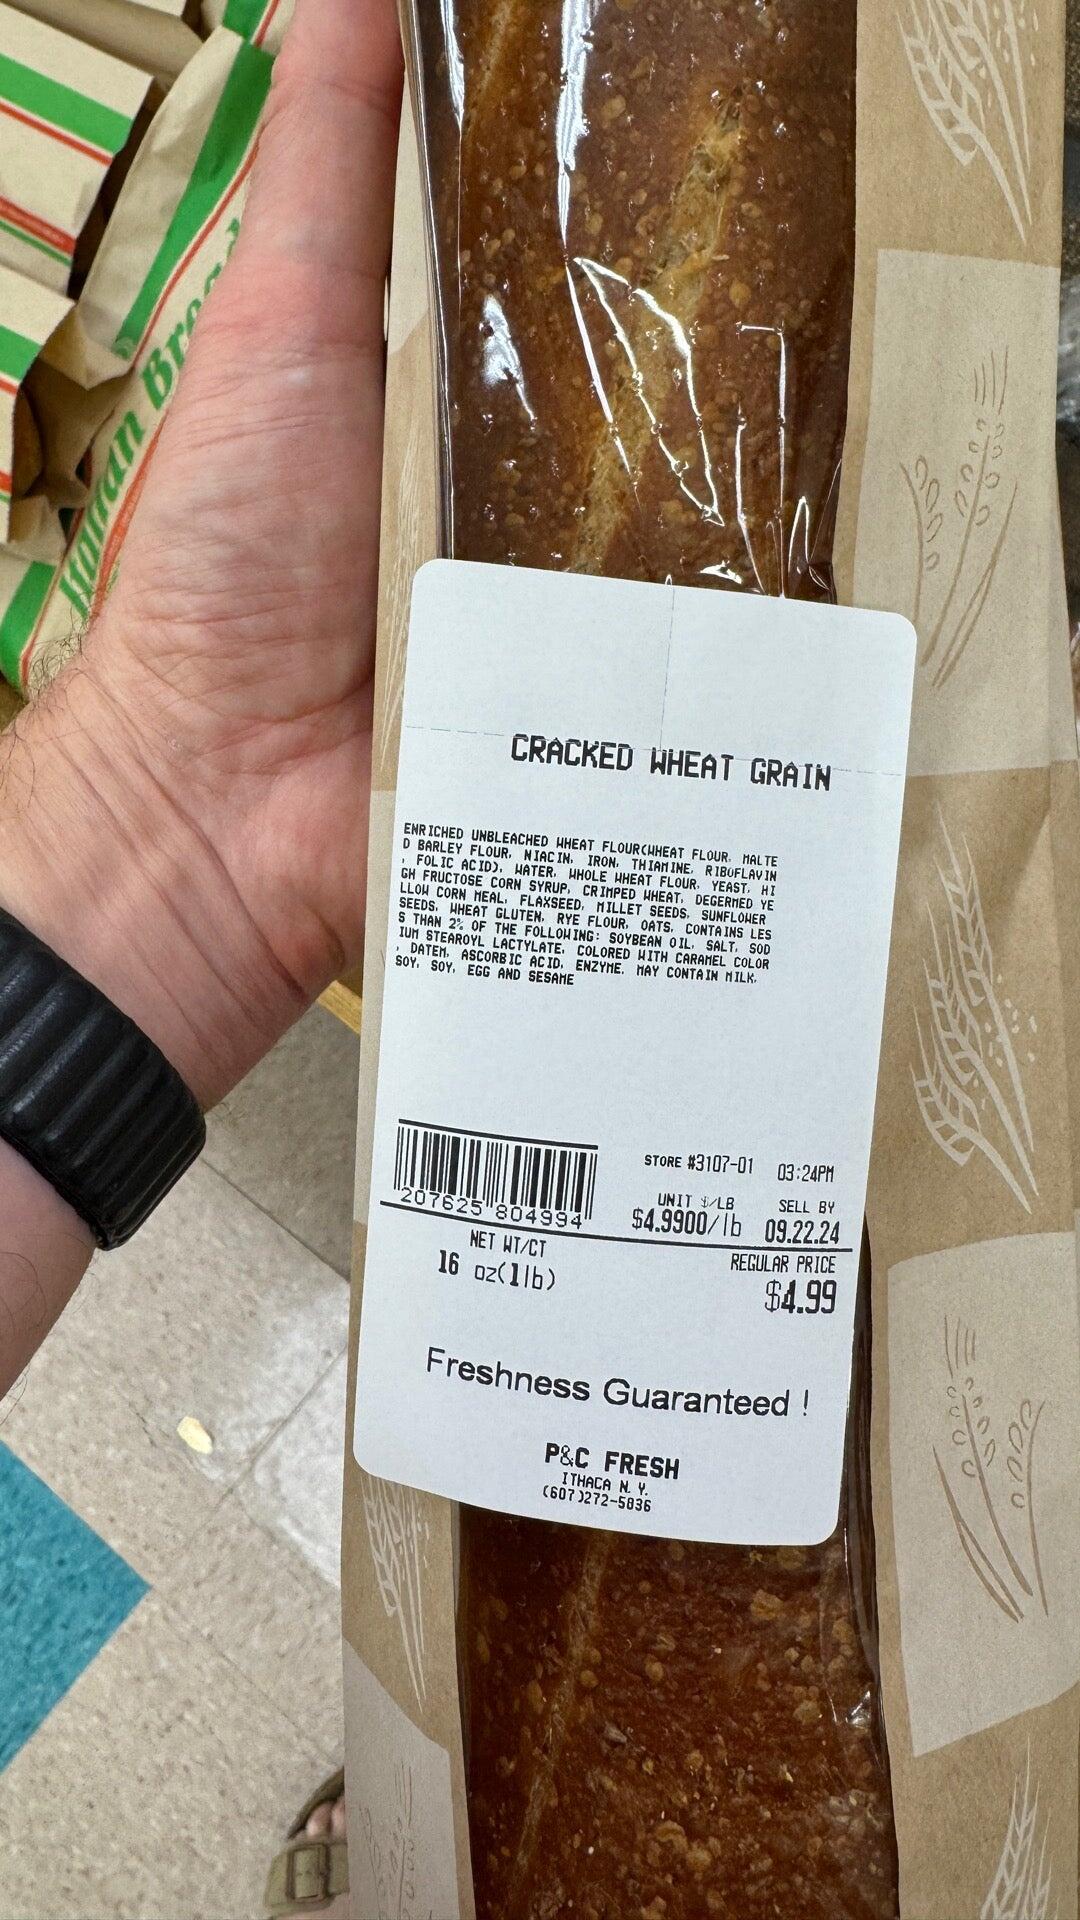 Italian Bread
CRACKED WHEAT GRAIN
ENRICHED UNBLEACHED WHEAT FLOUR(WHEAT FLOUR, MALTE
D BARLEY FLOUR, NIACIN, IRON, THIAMINE, RIBOFLAVIN
, FOLIC ACID), WATER, WHOLE WHEAT FLOUR, YEAST, HI
GH FRUCTOSE CORN SYRUP, CRIMPED WHEAT, DEGERMED YE
LLOW CORN MEAL, FLAXSEED, MILLET SEEDS, SUNFLOWER
SEEDS, WHEAT GLUTEN, RYE FLOUR, OATS, CONTAINS LES
S THAN 2% OF THE FOLLOWING: SOYBEAN OIL, SALT, SOD
IUM STEAROYL LACTYLATE, COLORED WITH CARAMEL COLOR
, DATEM, ASCORBIC ACID, ENZYME. MAY CONTAIN MILK,
SOY, SOY, EGG AND SESAME
207625 804994
STORE #3107-01 03:24PM
UNIT $/LB SELL BY
$4.9900/lb 09.22.24
NET WT/CT REGULAR PRICE
16 oz(1lb) $4.99
Freshness Guaranteed !
P&C FRESH
ITHACA N.Y.
(607)272-5036